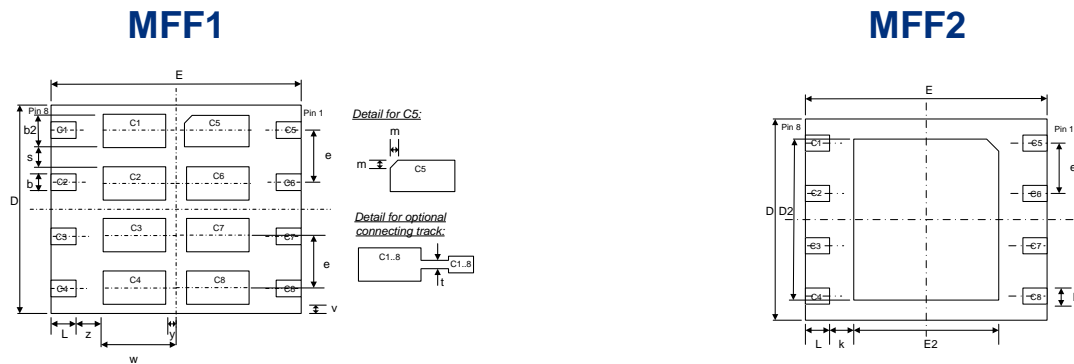 MFF1
MFF2
E
Pin 8
Pin 1
b2
C1
C1
C5
C5
s
e
b
C2
C2
C6
C6
D
C3
C3
C7
C7
e
C4
C4
C8
C8
v
L
z
y
w
Detail for C5:
m
m
C5
Detail for optional
connecting track:
C1..8
C1..8
t
E
Pin 8
Pin 1
C1
C5
e
C2
C6
D
D2
C3
C7
C4
C8
L
k
E2